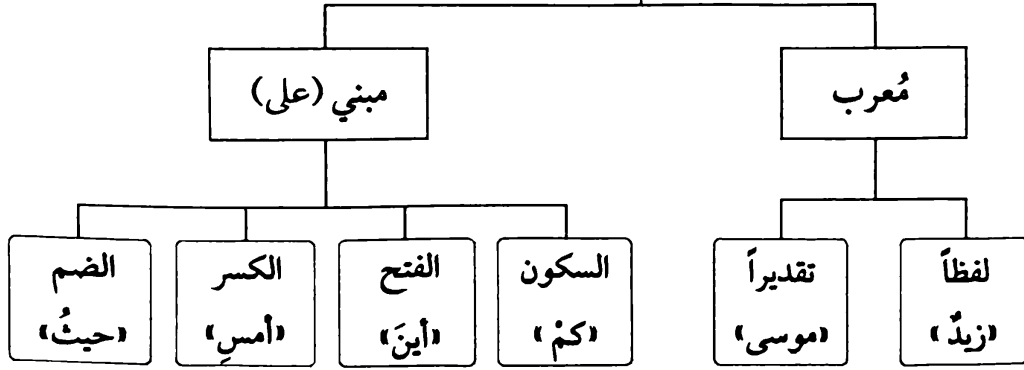 مُعرب
مبني (على)
لفظاً
«زيدٌ»
تقديراً
«موسى»
السكون
«كمْ»
الفتح
«أينَ»
الكسر
«أمسِ»
الضم
«حيثُ»